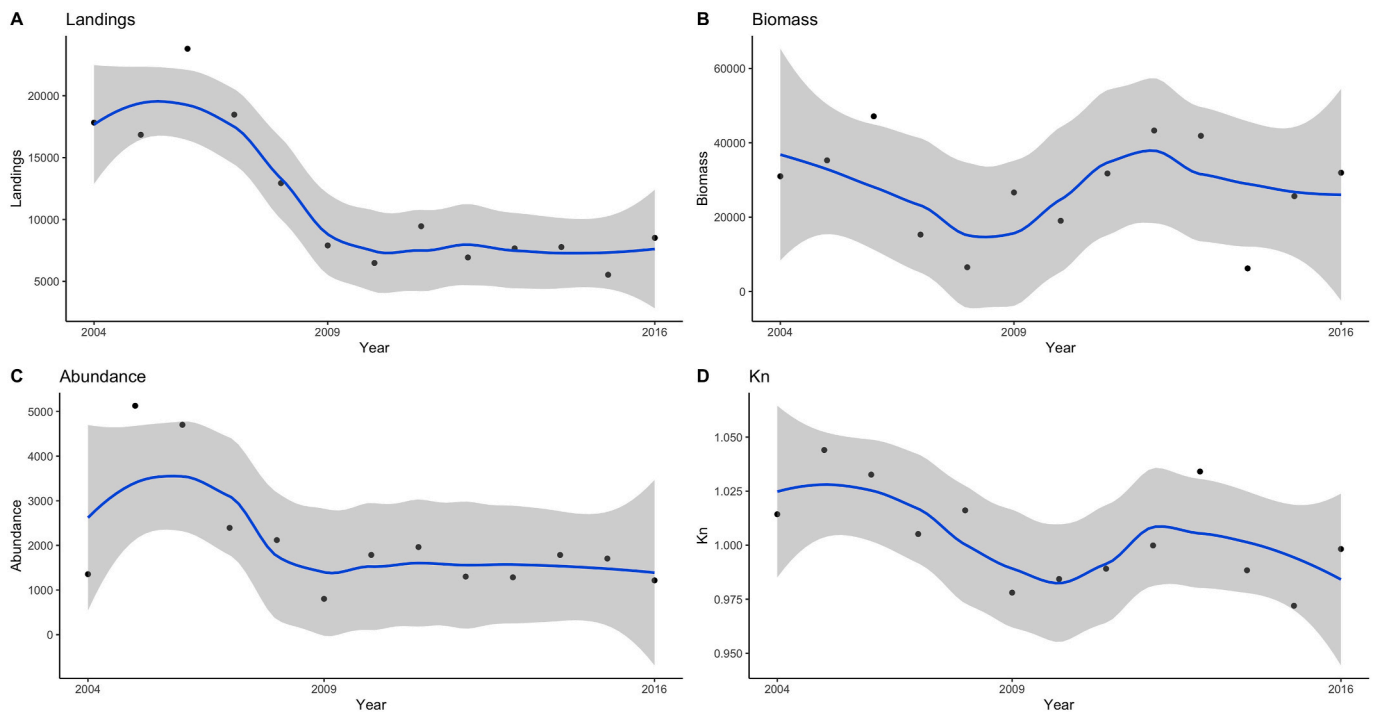 A Landings
20000
15000
10000
5000
Landings
2004 2009 2016
Year
B Biomass
60000
40000
20000
0
Biomass
2004 2009 2016
Year
C Abundance
5000
4000
3000
2000
1000
0
Abundance
2004 2009 2016
Year
D Kn
1.050
1.025
1.000
0.975
0.950
Kn
2004 2009 2016
Year